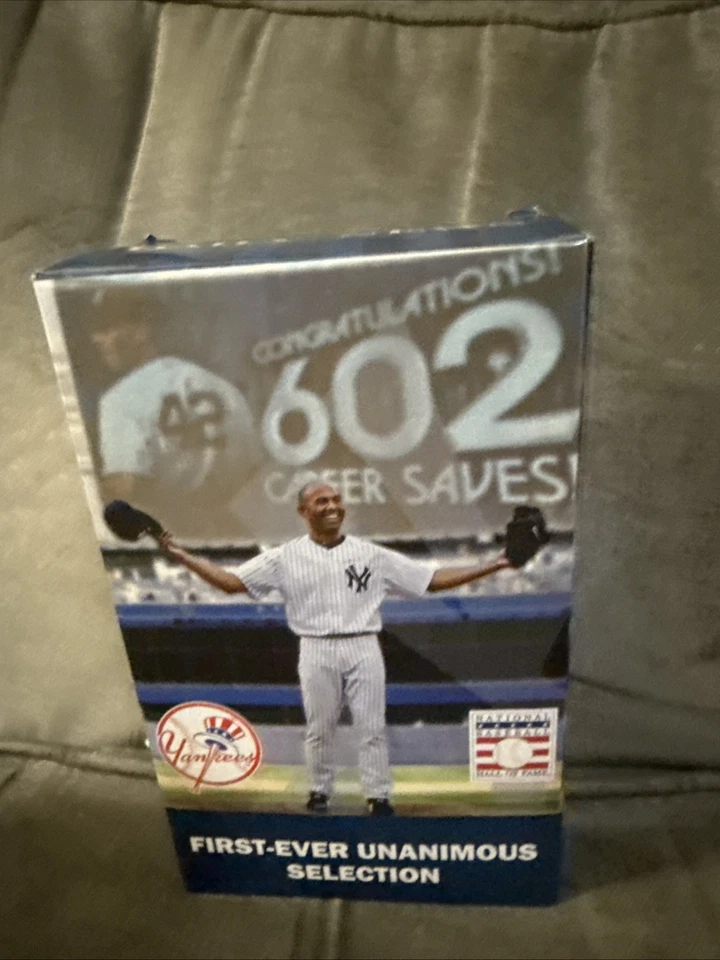 CONGRATULATIONS!
602
CAREER SAVES!
42
NY
Yankees
NATIONAL
BASEBALL
HALL OF FAME
FIRST-EVER UNANIMOUS
SELECTION